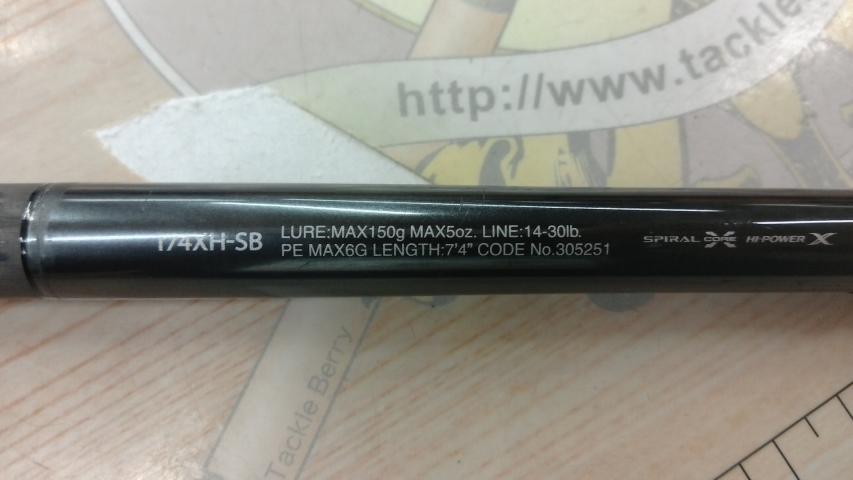 http://www.tackle
174XH-SB
LURE:MAX150g MAX5oz. LINE:14-30lb.
PE MAX6G LENGTH:7'4" CODE No.305251
SPIRAL CORE X HI-POWER X
Tackle Berry